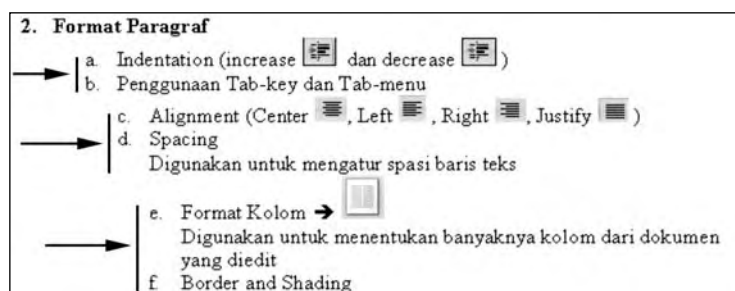 2. Format Paragraf
a. Indentation (increase dan decrease )
b. Penggunaan Tab-key dan Tab-menu
c. Alignment (Center , Left , Right , Justify )
d. Spacing
Digunakan untuk mengatur spasi baris teks
e. Format Kolom ➔
Digunakan untuk menentukan banyaknya kolom dari dokumen
yang diedit
f. Border and Shading